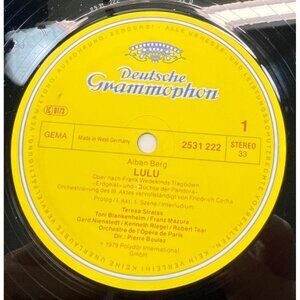 Deutsche
Grammophon
LC 0173
GEMA
Made in West Germany
2531 222
1
STEREO
33
Alban Berg
LULU
Oper nach Frank Wedekinds Tragödien
»Erdgeist« und »Büchse der Pandora«
Orchestrierung des III. Aktes vervollständigt von Friedrich Cerha
Prolog / I. Akt: 1. Szene / Interludium
Teresa Stratas
Toni Blankenheim / Franz Mazura
Gerd Nienstedt / Kenneth Riegel / Robert Tear
Orchestre de l'Opéra de Paris
Dir.: Pierre Boulez
℗ 1979 Polydor International
GmbH